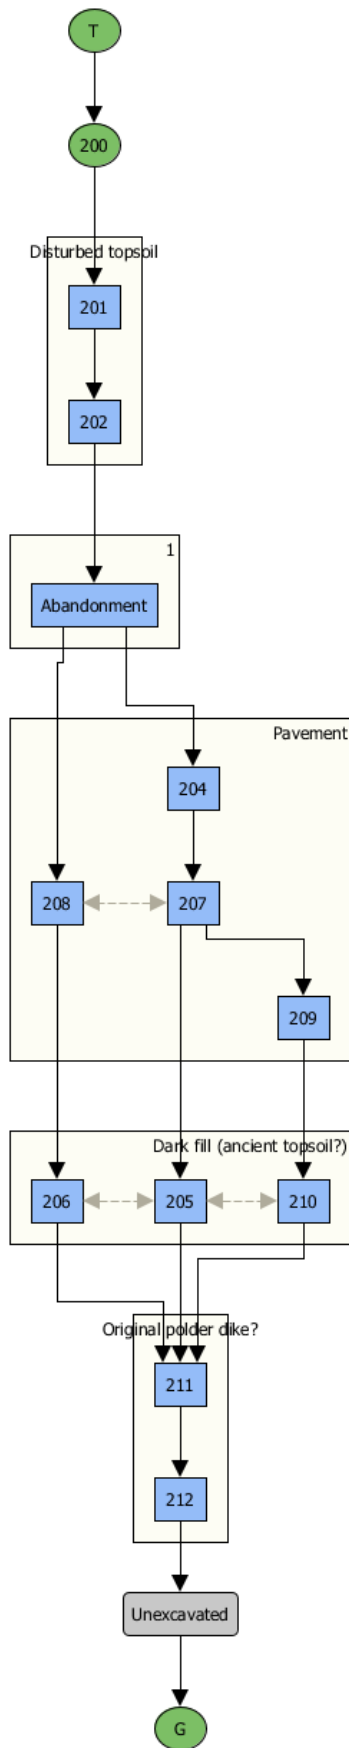 T
200
Disturbed topsoil
201
202
1
Abandonment
Pavement
204
208
207
209
Dark fill (ancient topsoil?)
206
205
210
Original polder dike?
211
212
Unexcavated
G